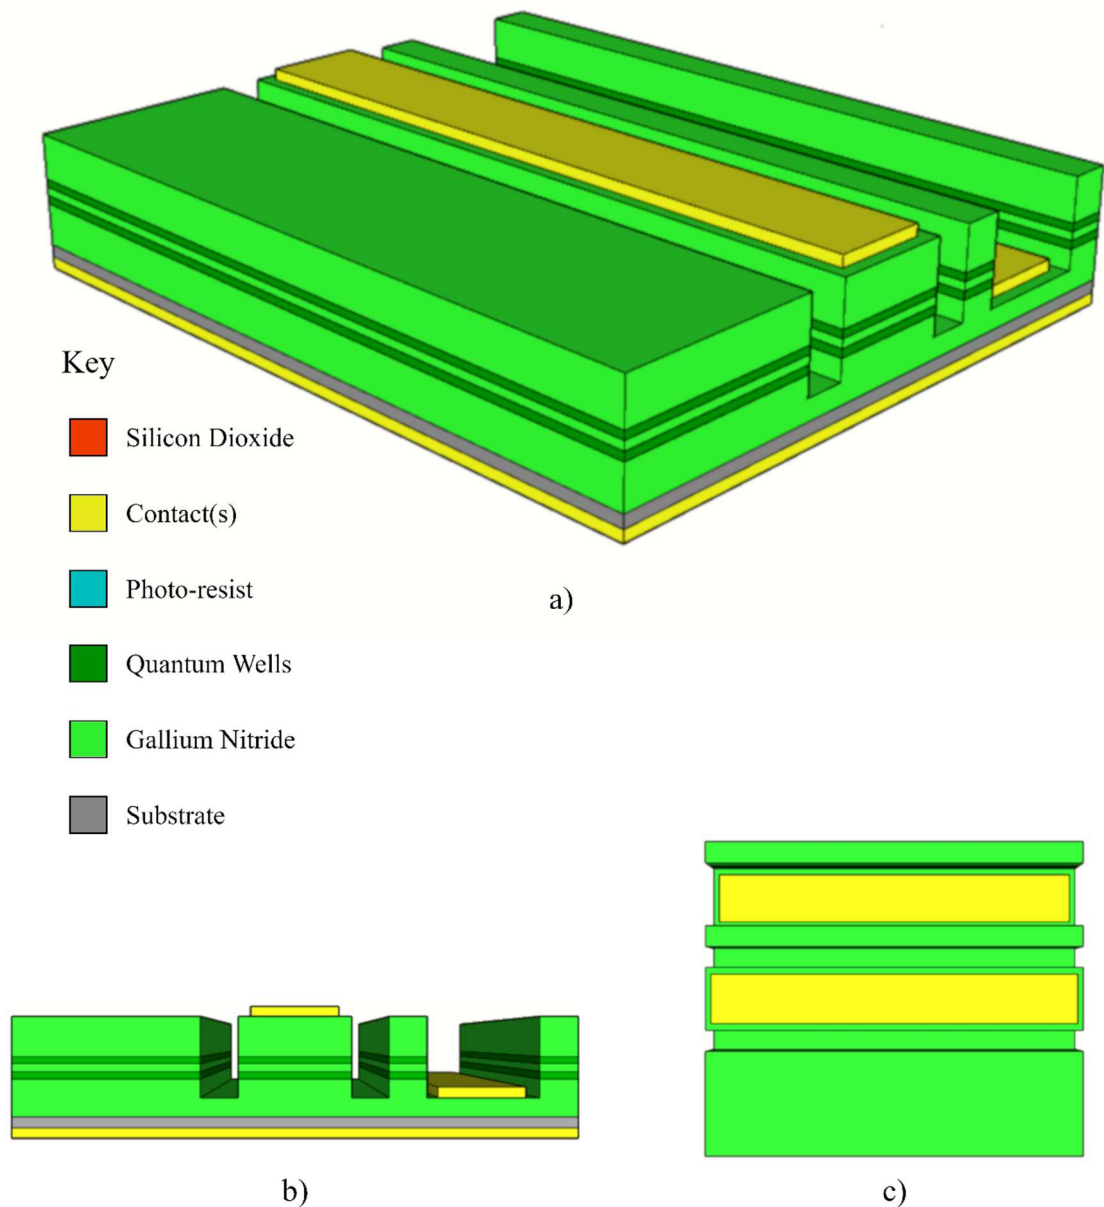 Key
Silicon Dioxide
Contact(s)
Photo-resist
Quantum Wells
Gallium Nitride
Substrate
a)
b)
c)